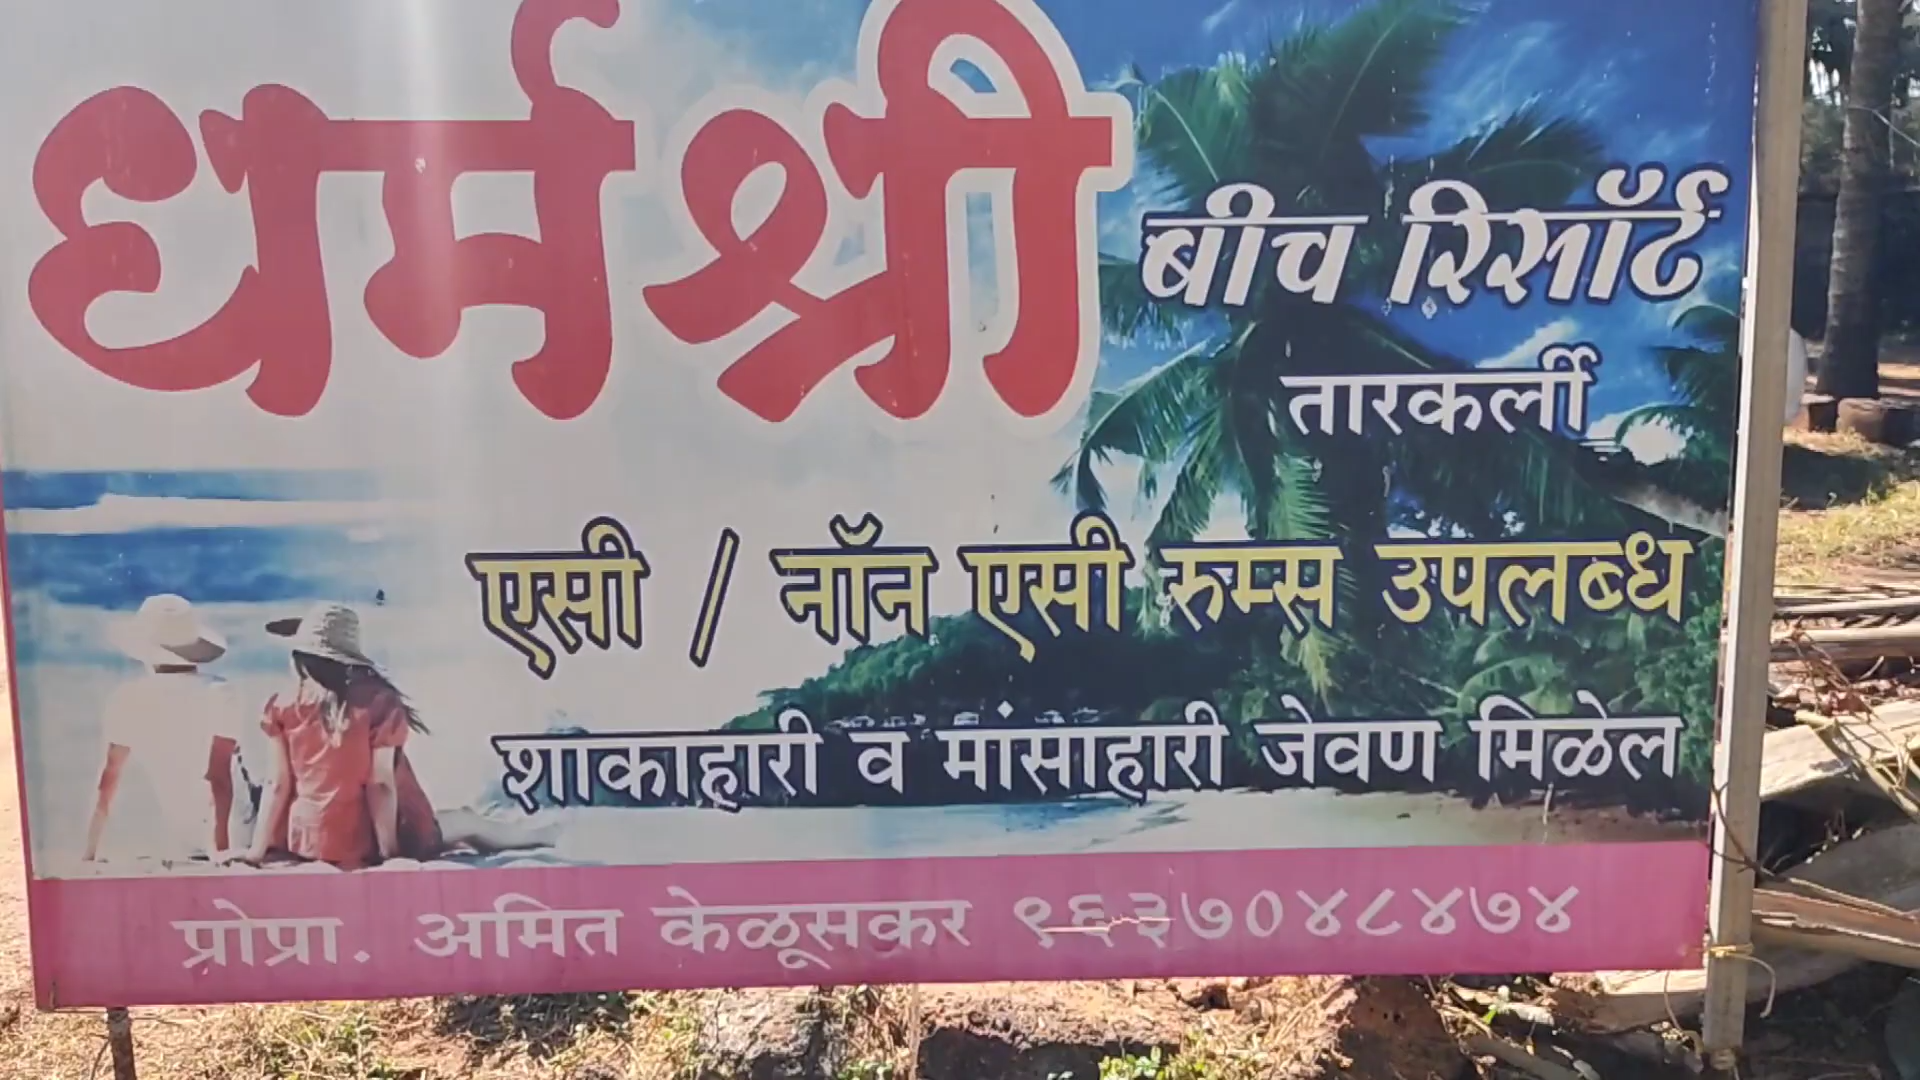 धर्मश्री
बीच रिसॉर्ट
तारकर्ली
एसी / नॉन एसी रुम्स उपलब्ध
शाकाहारी व मांसाहारी जेवण मिळेल
प्रोप्रा. अमित केळूसकर ९६३७०४८४७४